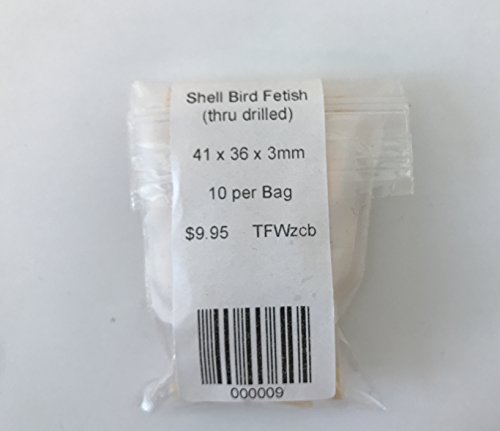 Shell Bird Fetish
(thru drilled)
41 x 36 x 3mm
10 per Bag
$9.95 TFWzcb
000009